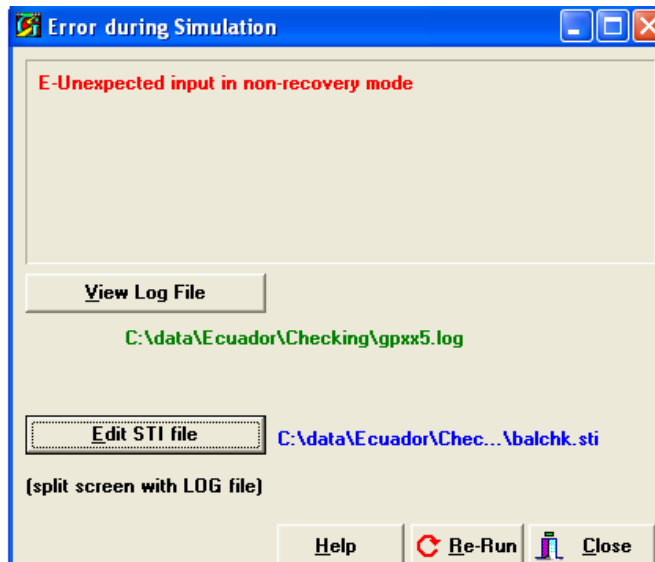 Error during Simulation
E-Unexpected input in non-recovery mode
View Log File
C:\data\Ecuador\Checking\gpxx5.log
Edit STI file
C:\data\Ecuador\Chec...\balchk.sti
(split screen with LOG file)
Help
Re-Run
Close